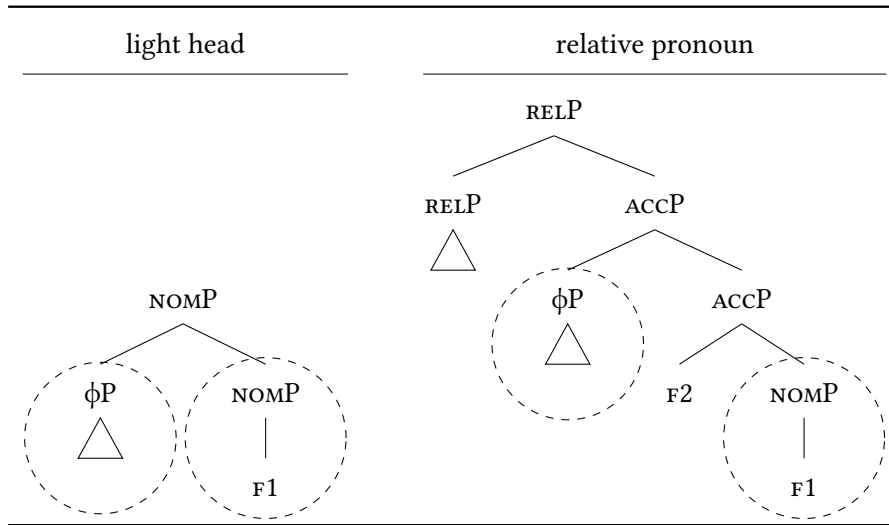 light head relative pronoun
RELP
RELP ACCP
NOMP ϕP ACCP
ϕP NOMP F2 NOMP
F1 F1